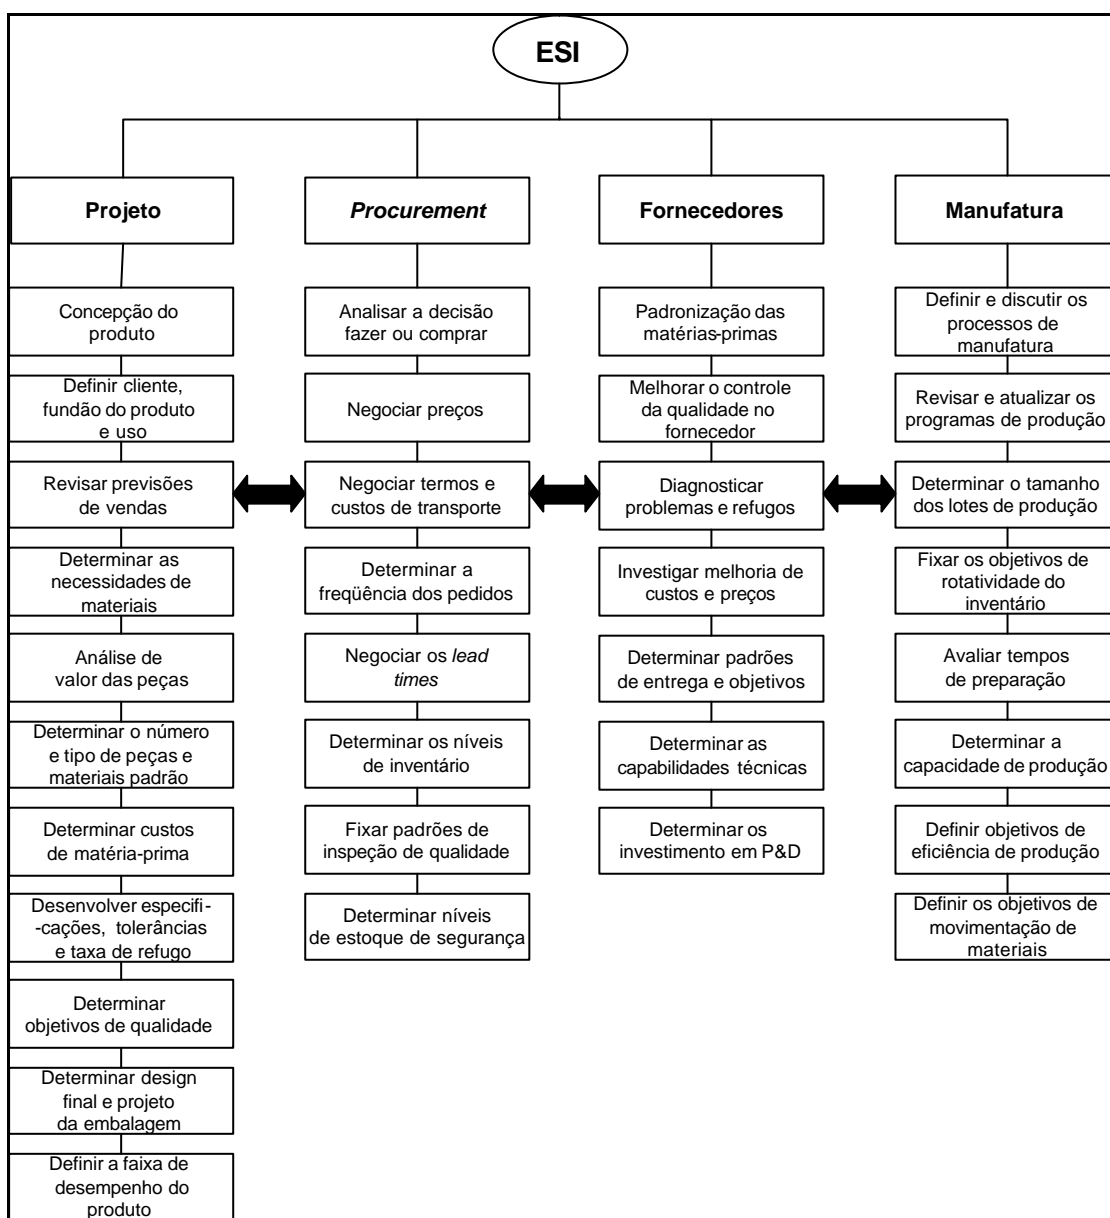 ESI
Projeto
Concepção do
produto
Definir cliente,
fundão do produto
e uso
Revisar previsões
de vendas
Determinar as
necessidades de
materiais
Análise de
valor das peças
Determinar o número
e tipo de peças e
materiais padrão
Determinar custos
de matéria-prima
Desenvolver especifi-
-cações, tolerâncias
e taxa de refugo
Determinar
objetivos de qualidade
Determinar design
final e projeto
da embalagem
Definir a faixa de
desempenho do
produto
Procurement
Analisar a decisão
fazer ou comprar
Negociar preços
Negociar termos e
custos de transporte
Determinar a
freqüência dos pedidos
Negociar os lead
times
Determinar os níveis
de inventário
Fixar padrões de
inspeção de qualidade
Determinar níveis
de estoque de segurança
Fornecedores
Padronização das
matérias-primas
Melhorar o controle
da qualidade no
fornecedor
Diagnosticar
problemas e refugos
Investigar melhoria de
custos e preços
Determinar padrões
de entrega e objetivos
Determinar as
capabilidades técnicas
Determinar os
investimento em P&D
Manufatura
Definir e discutir os
processos de
manufatura
Revisar e atualizar os
programas de produção
Determinar o tamanho
dos lotes de produção
Fixar os objetivos de
rotatividade do
inventário
Avaliar tempos
de preparação
Determinar a
capacidade de produção
Definir objetivos de
eficiência de produção
Definir os objetivos de
movimentação de
materiais